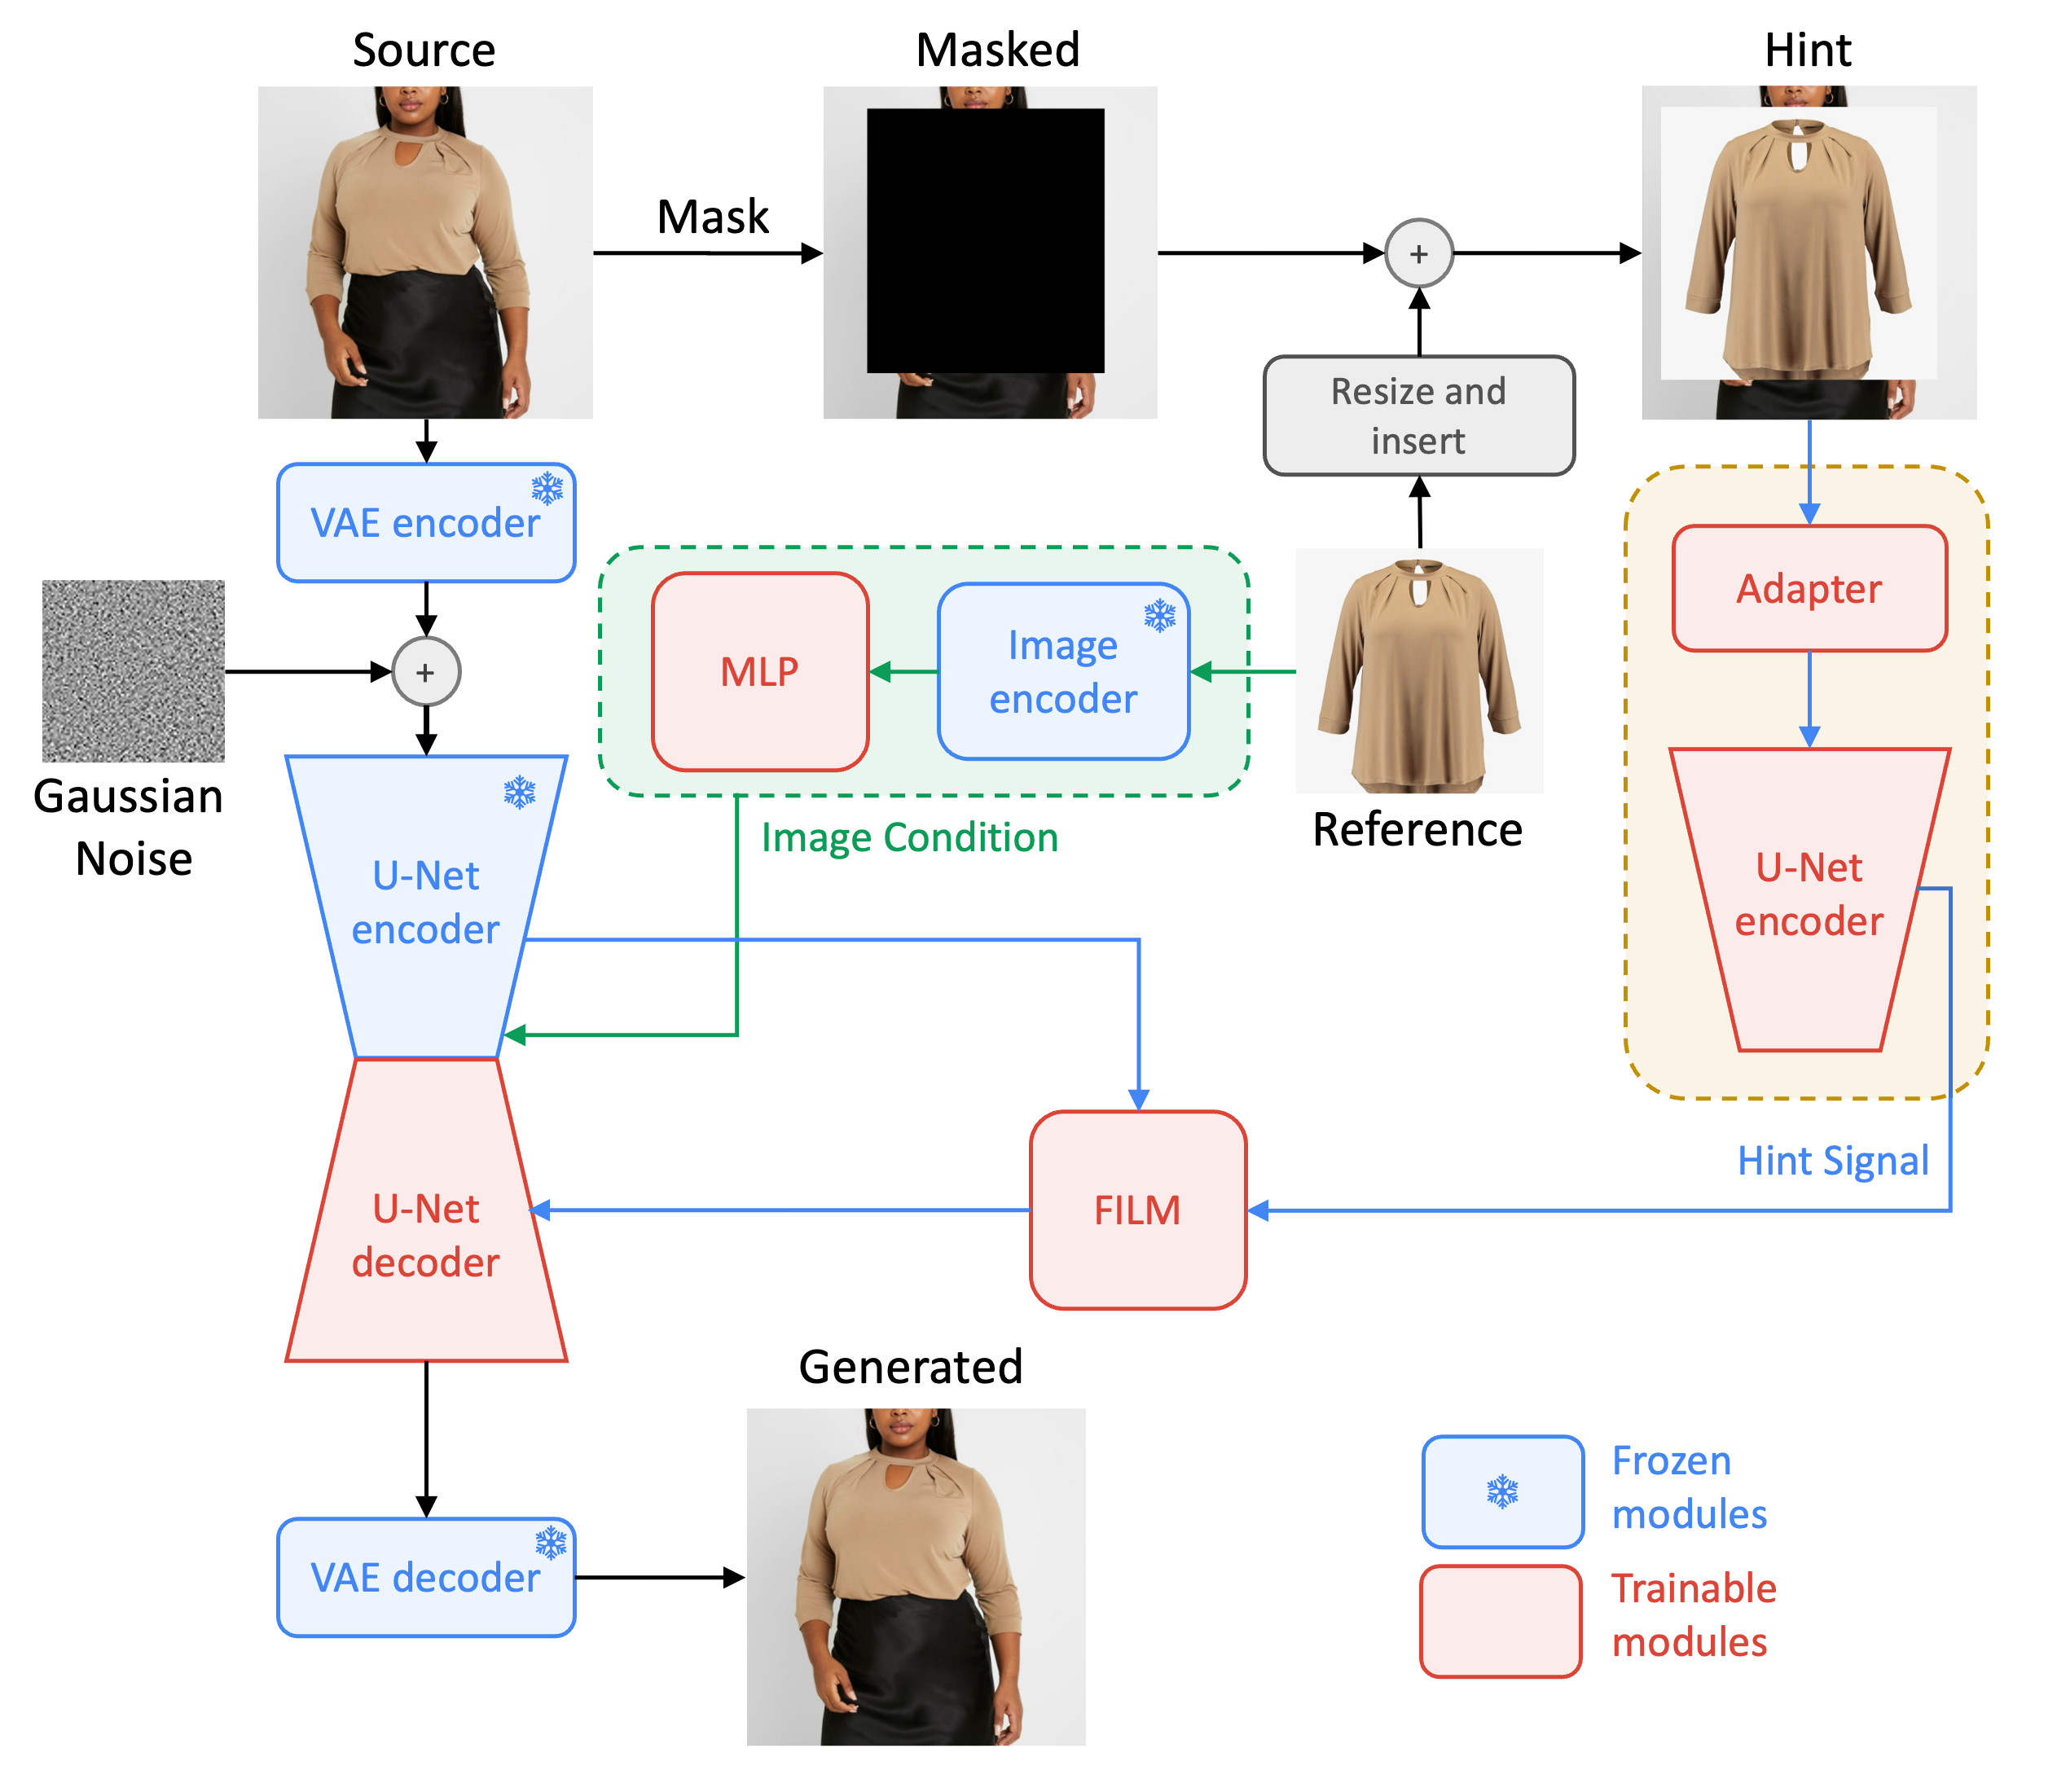 Source
Masked
Hint
Mask
+
Resize and
insert
VAE encoder
Adapter
MLP
Image
encoder
+
Gaussian
Noise
Reference
Image Condition
U-Net
encoder
U-Net
encoder
Hint Signal
U-Net
decoder
FILM
Generated
VAE decoder
Frozen
modules
Trainable
modules